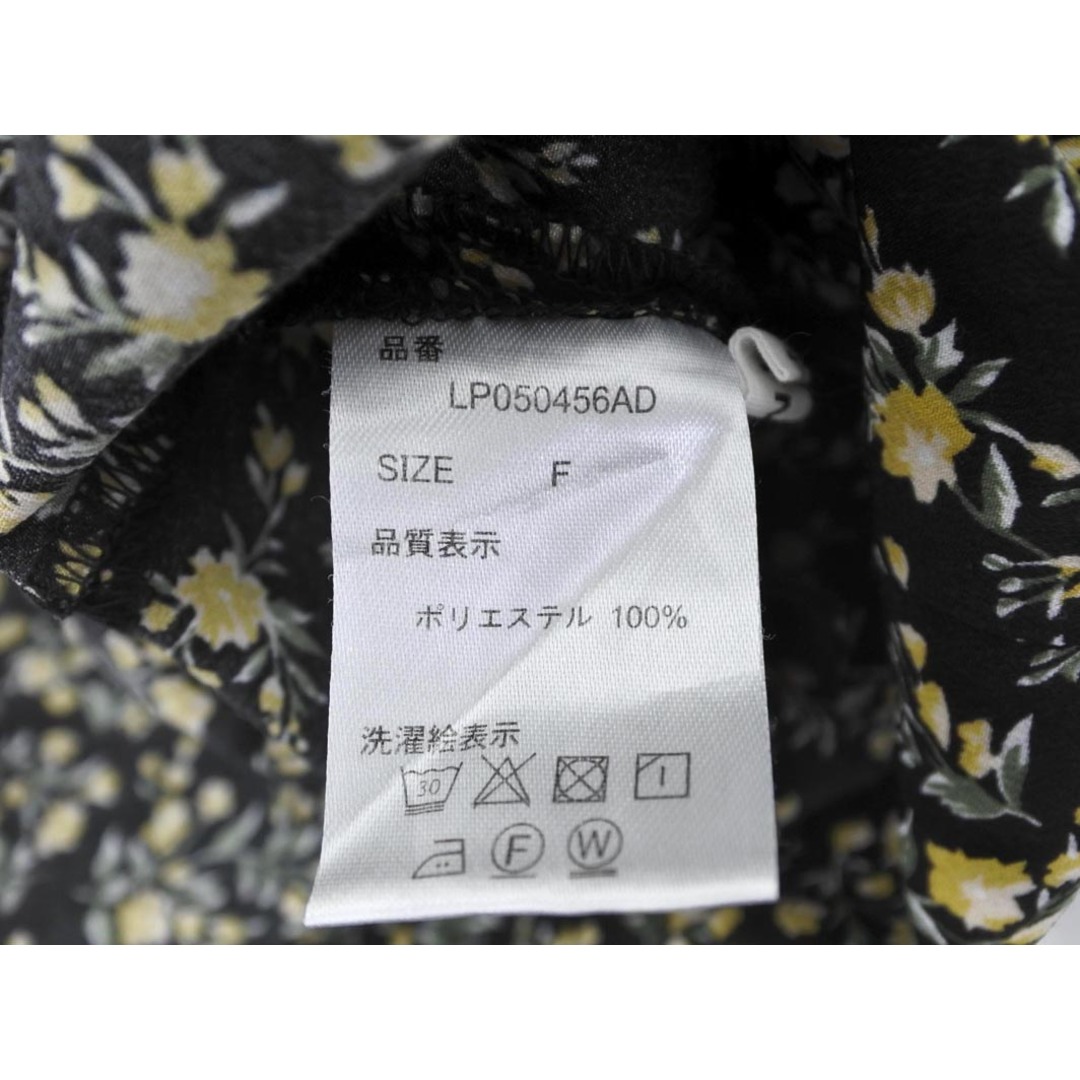 品番
LP050456AD
SIZE F
品質表示
ポリエステル 100%
洗濯絵表示
30
F W